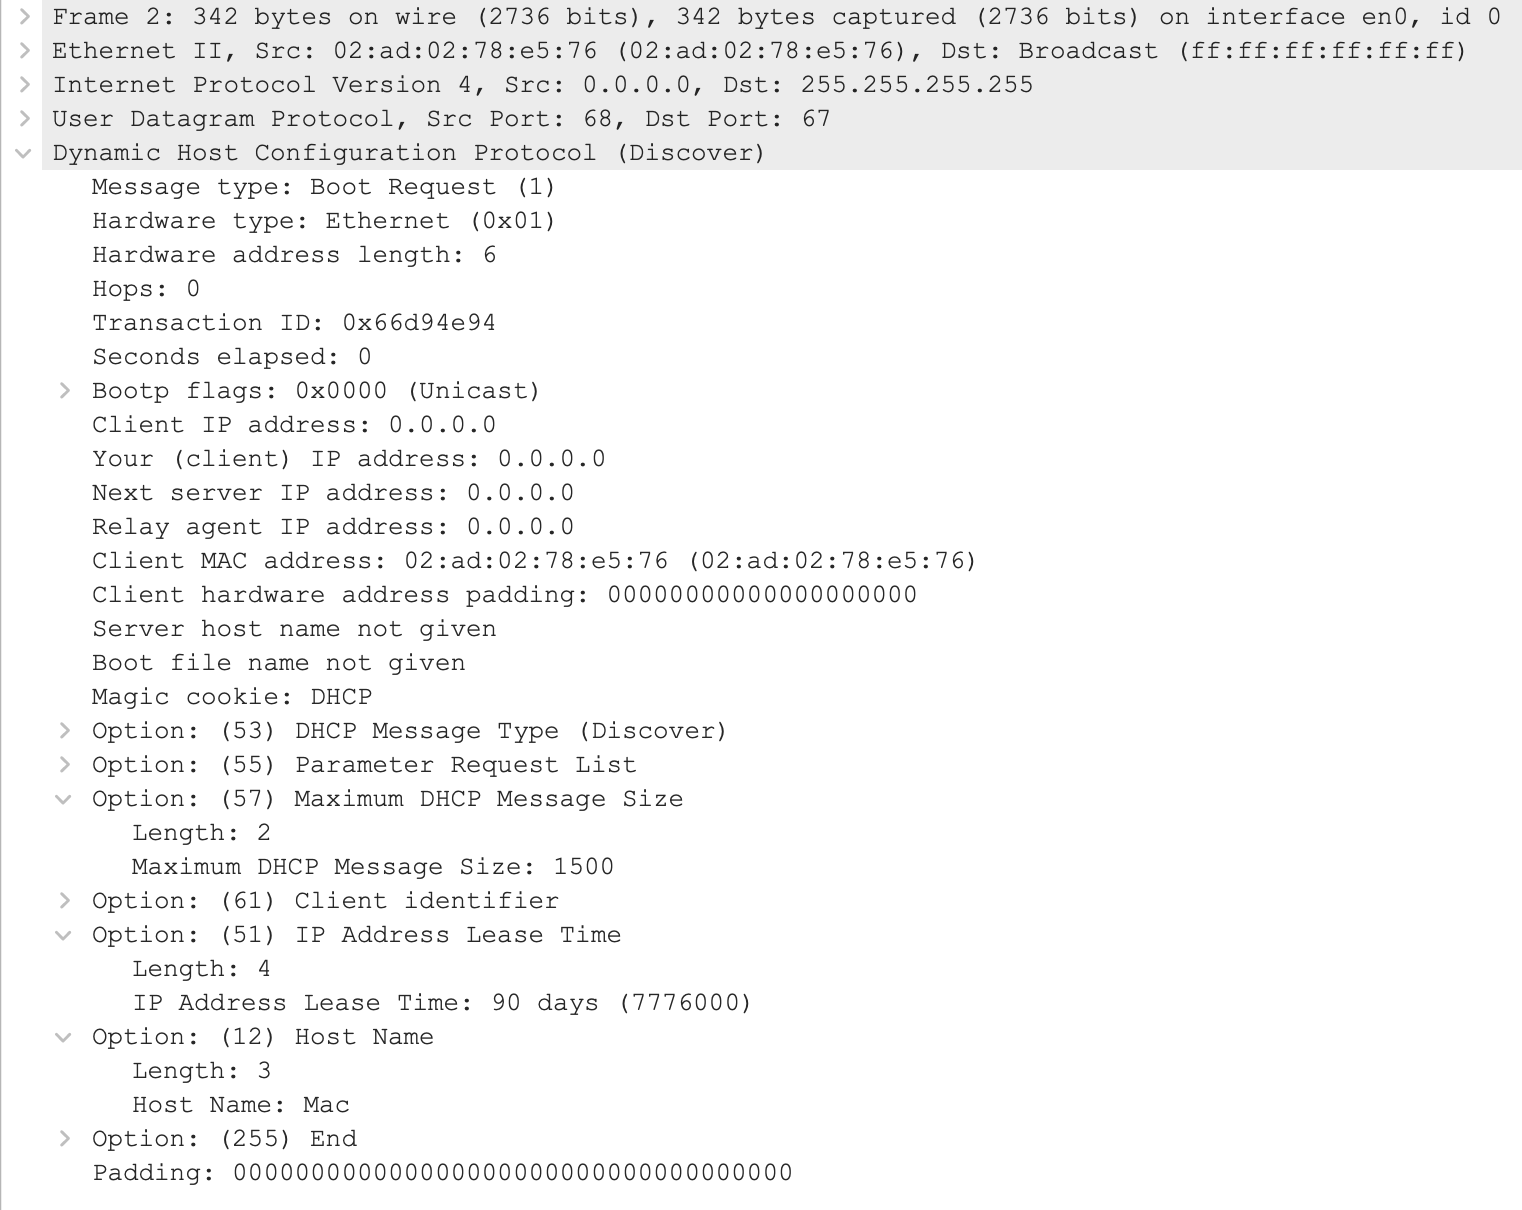 Frame 2: 342 bytes on wire (2736 bits), 342 bytes captured (2736 bits) on interface en0, id 0
Ethernet II, Src: 02:ad:02:78:e5:76 (02:ad:02:78:e5:76), Dst: Broadcast (ff:ff:ff:ff:ff:ff)
Internet Protocol Version 4, Src: 0.0.0.0, Dst: 255.255.255.255
User Datagram Protocol, Src Port: 68, Dst Port: 67
Dynamic Host Configuration Protocol (Discover)
Message type: Boot Request (1)
Hardware type: Ethernet (0x01)
Hardware address length: 6
Hops: 0
Transaction ID: 0x66d94e94
Seconds elapsed: 0
Bootp flags: 0x0000 (Unicast)
Client IP address: 0.0.0.0
Your (client) IP address: 0.0.0.0
Next server IP address: 0.0.0.0
Relay agent IP address: 0.0.0.0
Client MAC address: 02:ad:02:78:e5:76 (02:ad:02:78:e5:76)
Client hardware address padding: 00000000000000000000
Server host name not given
Boot file name not given
Magic cookie: DHCP
Option: (53) DHCP Message Type (Discover)
Option: (55) Parameter Request List
Option: (57) Maximum DHCP Message Size
Length: 2
Maximum DHCP Message Size: 1500
Option: (61) Client identifier
Option: (51) IP Address Lease Time
Length: 4
IP Address Lease Time: 90 days (7776000)
Option: (12) Host Name
Length: 3
Host Name: Mac
Option: (255) End
Padding: 000000000000000000000000000000000000